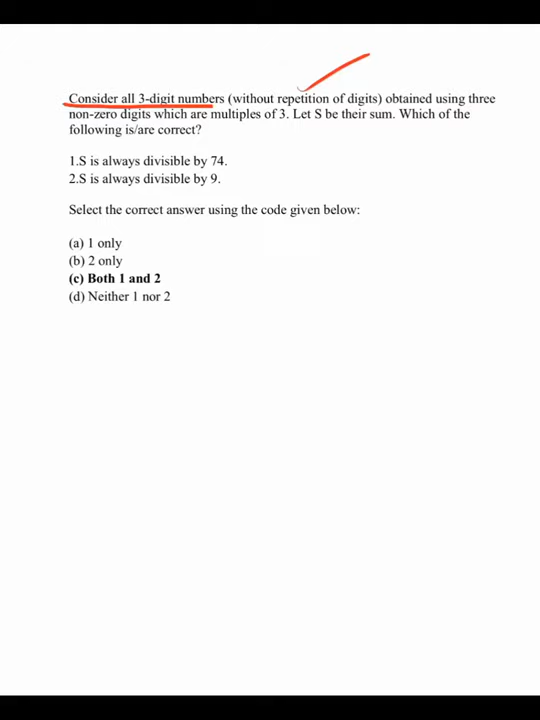 Consider all 3-digit numbers (without repetition of digits) obtained using three
non-zero digits which are multiples of 3. Let S be their sum. Which of the
following is/are correct?
1.S is always divisible by 74.
2.S is always divisible by 9.
Select the correct answer using the code given below:
(a) 1 only
(b) 2 only
(c) Both 1 and 2
(d) Neither 1 nor 2